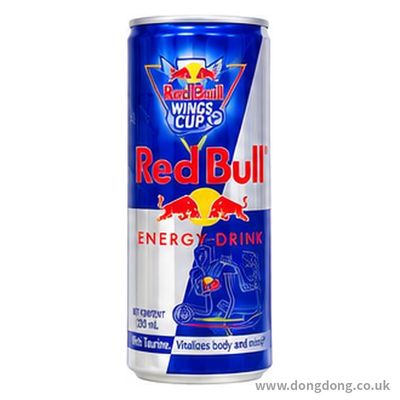 Red Bull
WINGS
CUP
Red Bull
ENERGY DRINK
With Taurine. Vitalizes body and mind.
www.dongdong.co.uk